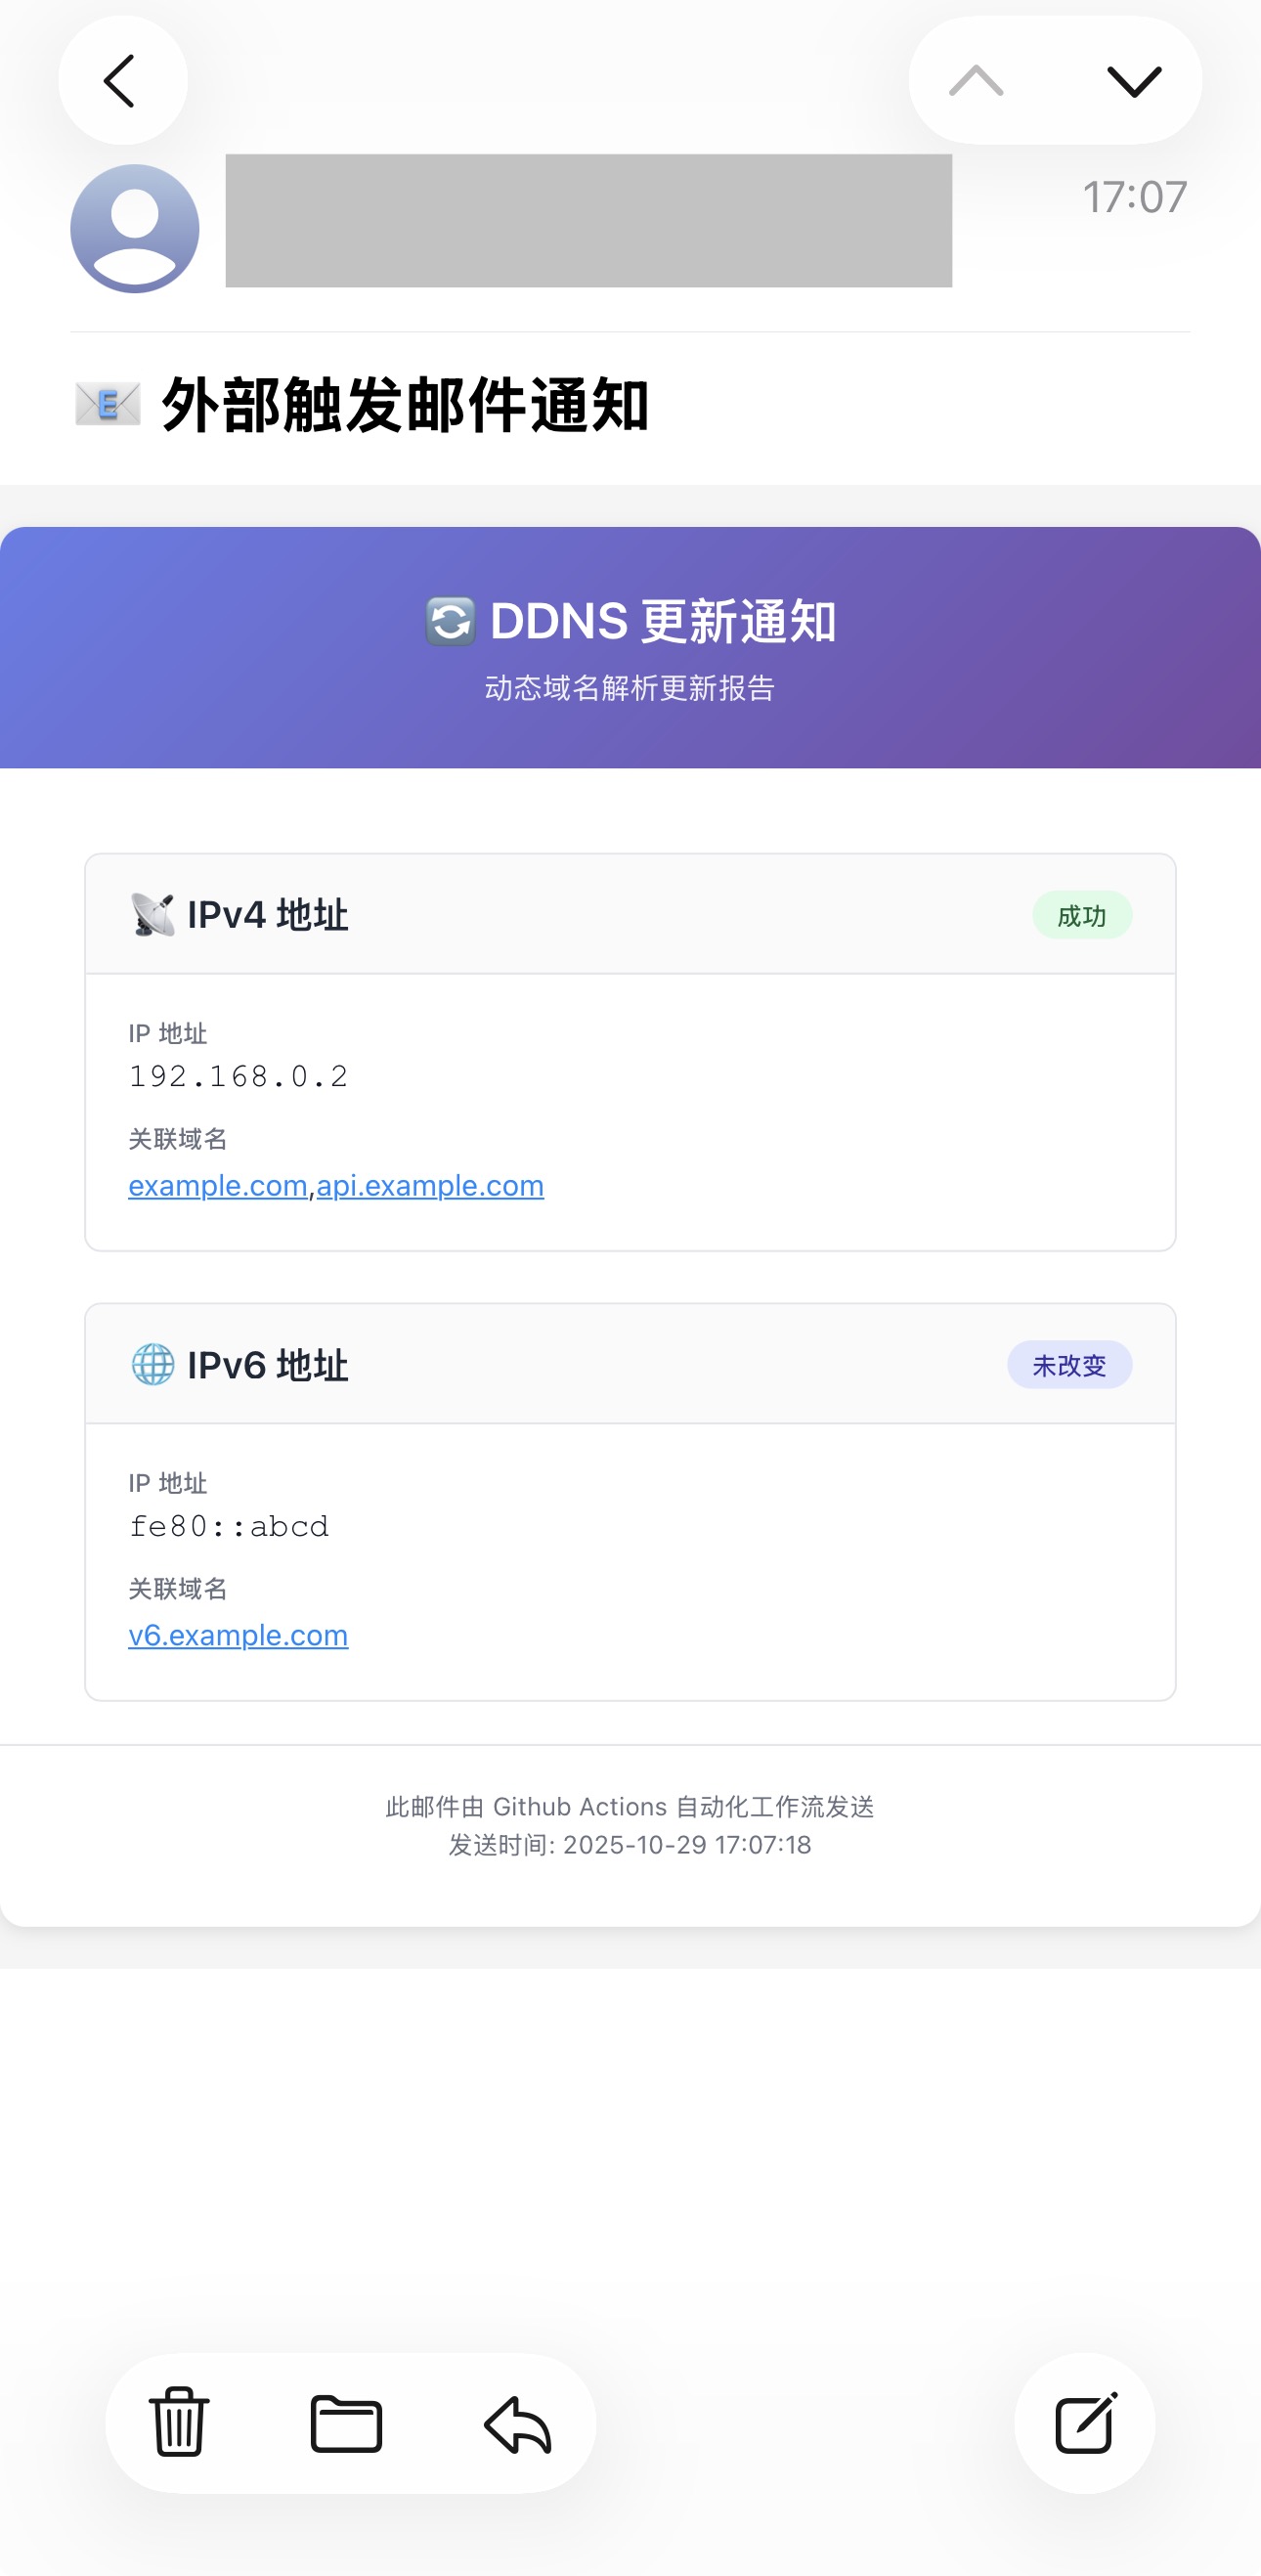 17:07
📧 外部触发邮件通知
🔄 DDNS 更新通知
动态域名解析更新报告
📡 IPv4 地址
成功
IP 地址
192.168.0.2
关联域名
example.com,api.example.com
🌐 IPv6 地址
未改变
IP 地址
fe80::abcd
关联域名
v6.example.com
此邮件由 Github Actions 自动化工作流发送
发送时间: 2025-10-29 17:07:18